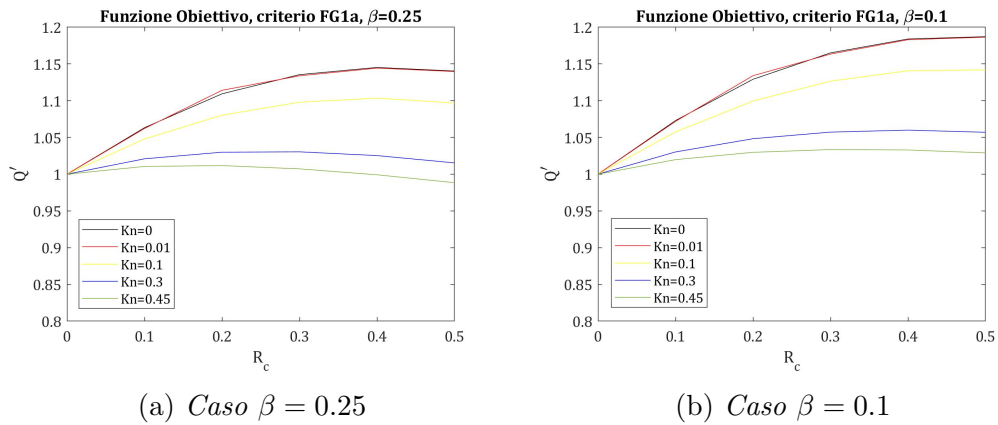 Funzione Obiettivo, criterio FG1a, β=0.25
1.2
1.15
1.1
1.05
1
0.95
0.9
0.85
0.8
Q'
Kn=0
Kn=0.01
Kn=0.1
Kn=0.3
Kn=0.45
0 0.1 0.2 0.3 0.4 0.5
R_c
(a) Caso β = 0.25
Funzione Obiettivo, criterio FG1a, β=0.1
1.2
1.15
1.1
1.05
1
0.95
0.9
0.85
0.8
Q'
Kn=0
Kn=0.01
Kn=0.1
Kn=0.3
Kn=0.45
0 0.1 0.2 0.3 0.4 0.5
R_c
(b) Caso β = 0.1